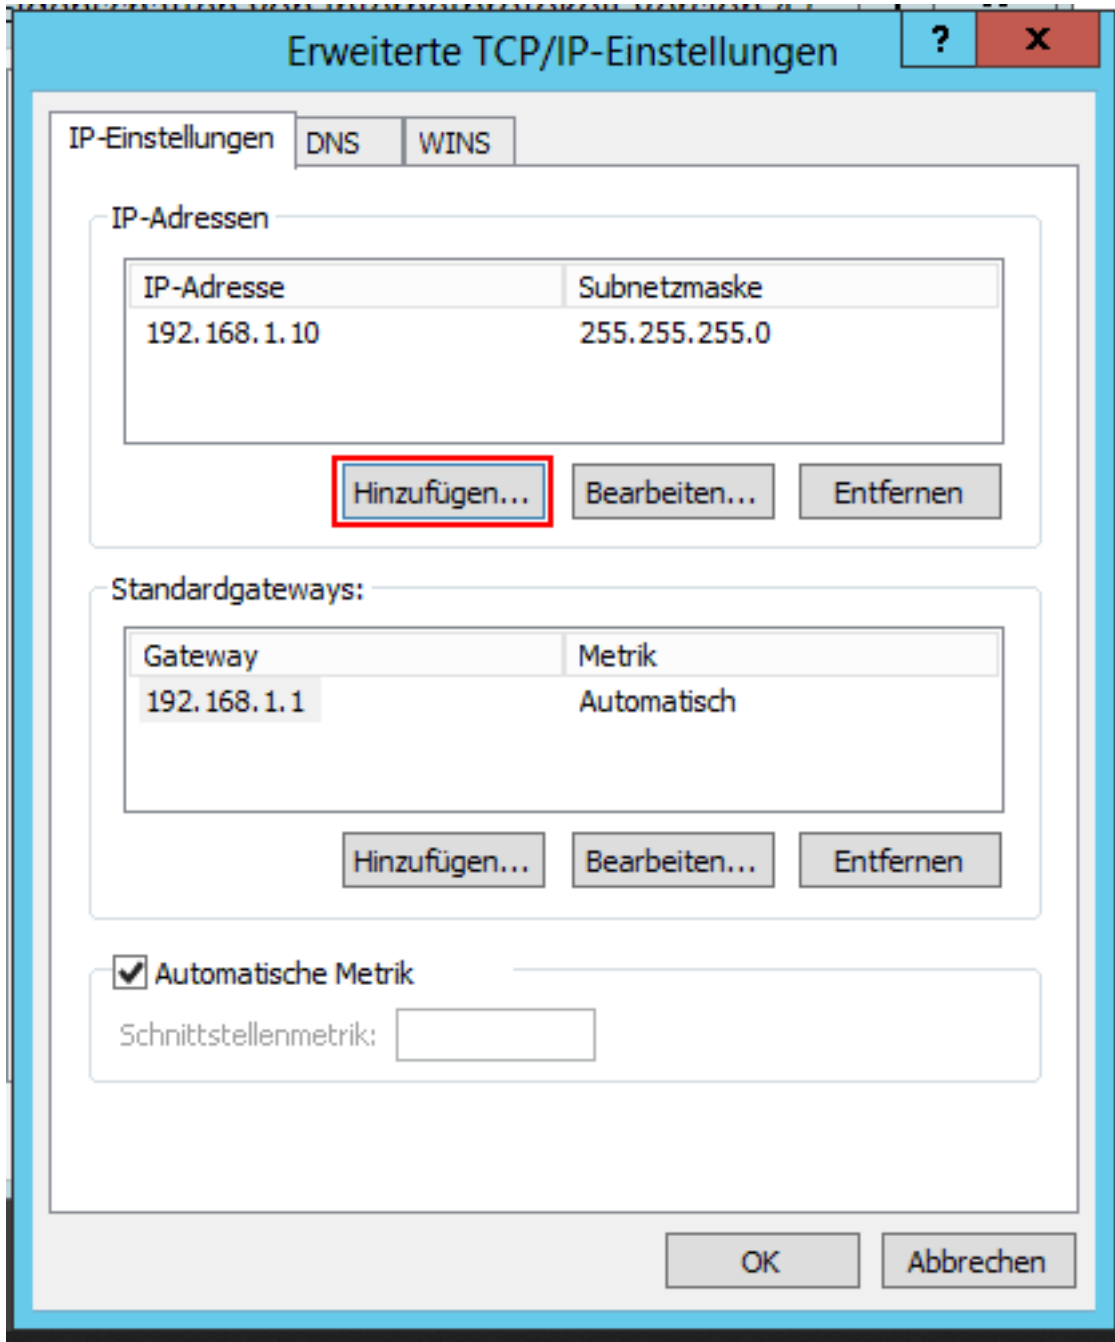 Erweiterte TCP/IP-Einstellungen ? x
IP-Einstellungen DNS WINS
IP-Adressen
IP-Adresse Subnetzmaske
192.168.1.10 255.255.255.0
Hinzufügen... Bearbeiten... Entfernen
Standardgateways:
Gateway Metrik
192.168.1.1 Automatisch
Hinzufügen... Bearbeiten... Entfernen
Automatische Metrik
Schnittstellenmetrik:
OK Abbrechen